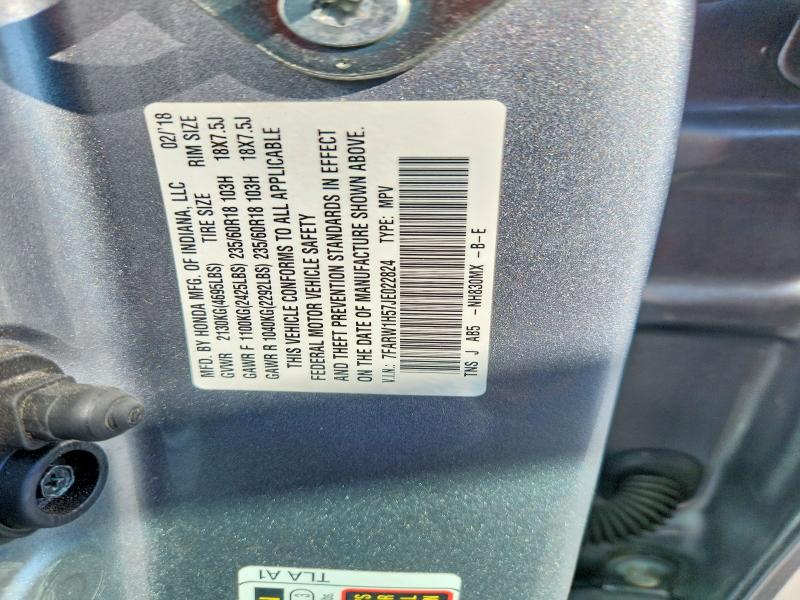 MFD. BY HONDA MFG. OF INDIANA, LLC 02/'18
GVWR 2130KG(4695LBS) TIRE SIZE RIM SIZE
GAWR F 1100KG(2425LBS) 235/60R18 103H 18X7.5J
GAWR R 1040KG(2292LBS) 235/60R18 103H 18X7.5J
THIS VEHICLE CONFORMS TO ALL APPLICABLE
FEDERAL MOTOR VEHICLE SAFETY
AND THEFT PREVENTION STANDARDS IN EFFECT
ON THE DATE OF MANUFACTURE SHOWN ABOVE.
V.I.N.: 7FARW1H57JE022824 TYPE: MPV
TNS J AB5 -NH830MX -B-E
TLA A1
3